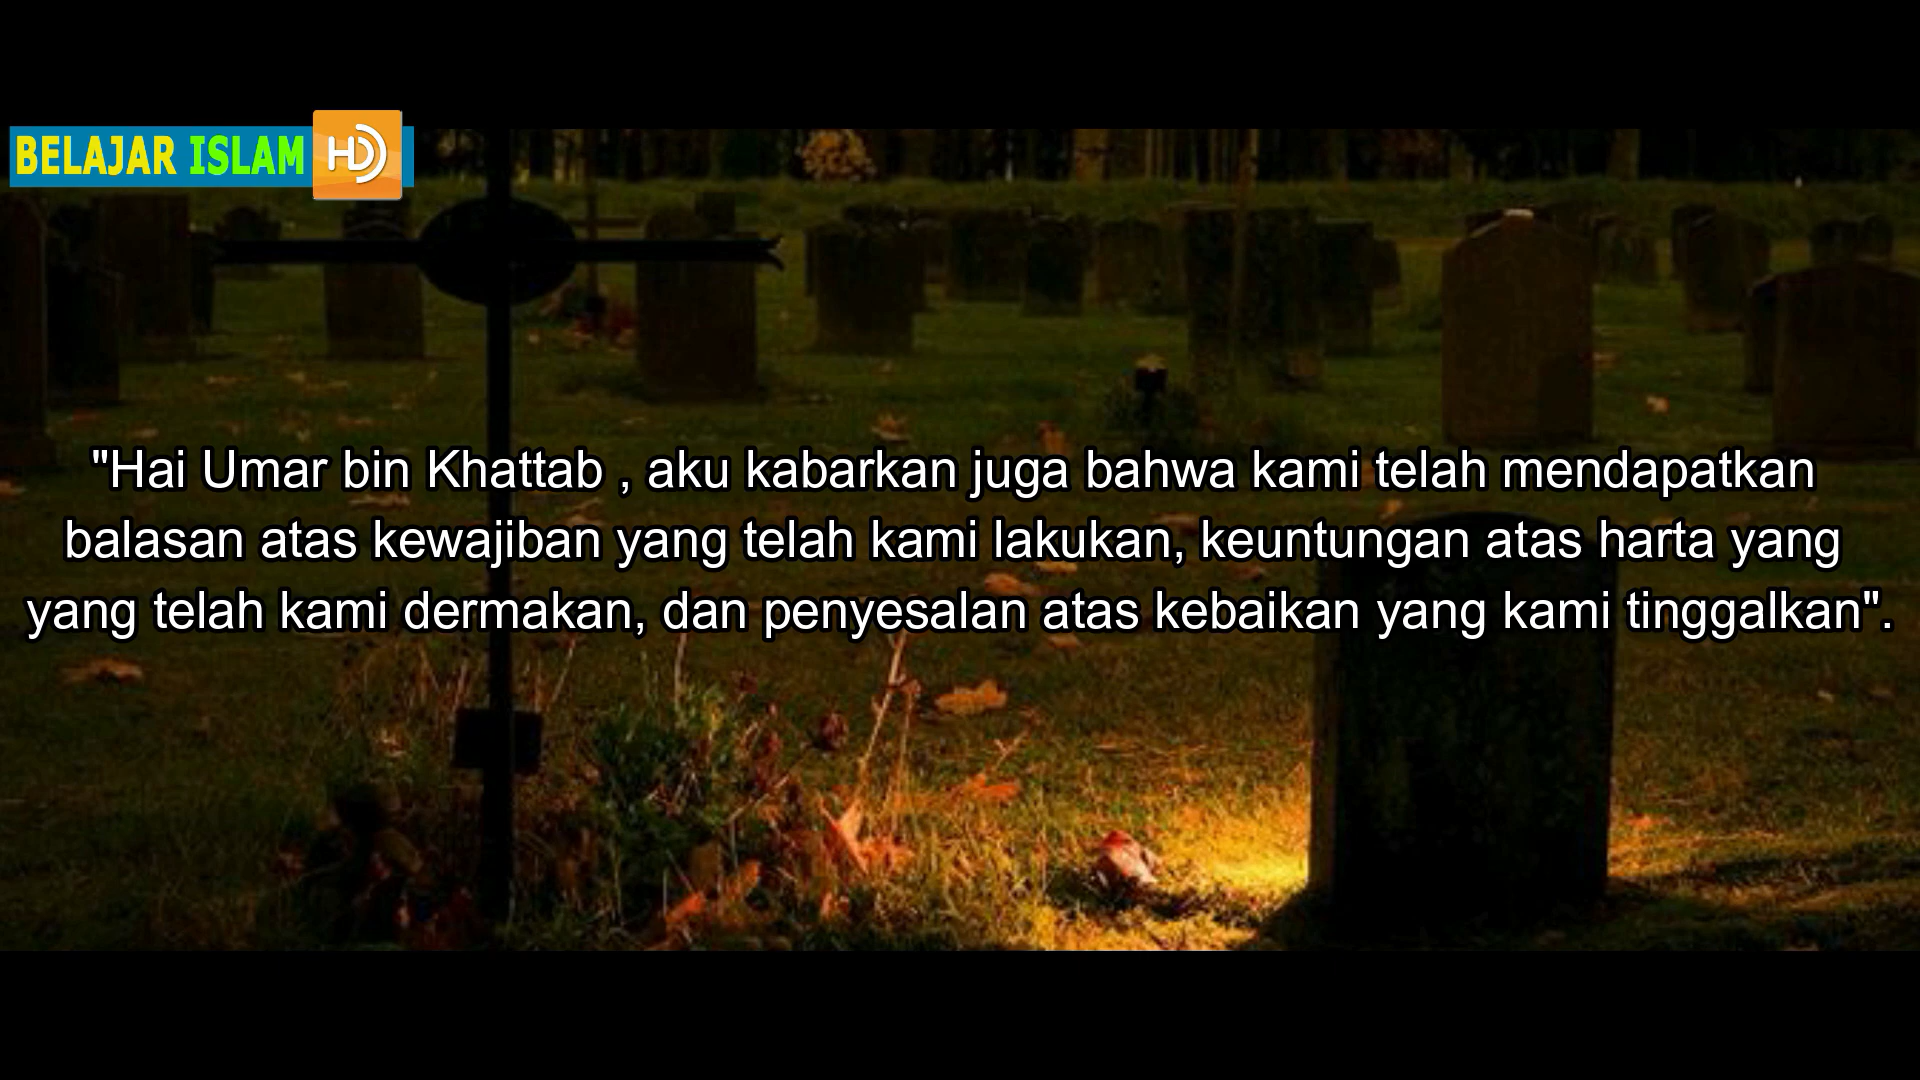 BELAJAR ISLAM HD
"Hai Umar bin Khattab , aku kabarkan juga bahwa kami telah mendapatkan
balasan atas kewajiban yang telah kami lakukan, keuntungan atas harta yang
yang telah kami dermakan, dan penyesalan atas kebaikan yang kami tinggalkan".